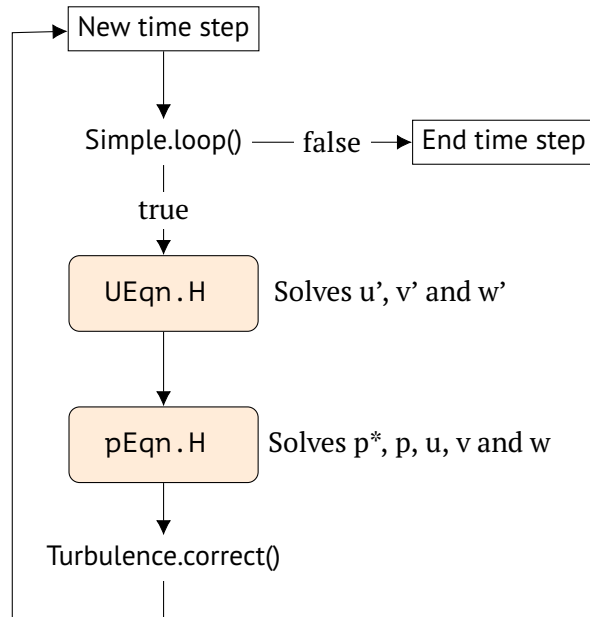 New time step
Simple.loop()
false
End time step
true
UEqn.H
Solves u’, v’ and w’
pEqn.H
Solves p*, p, u, v and w
Turbulence.correct()